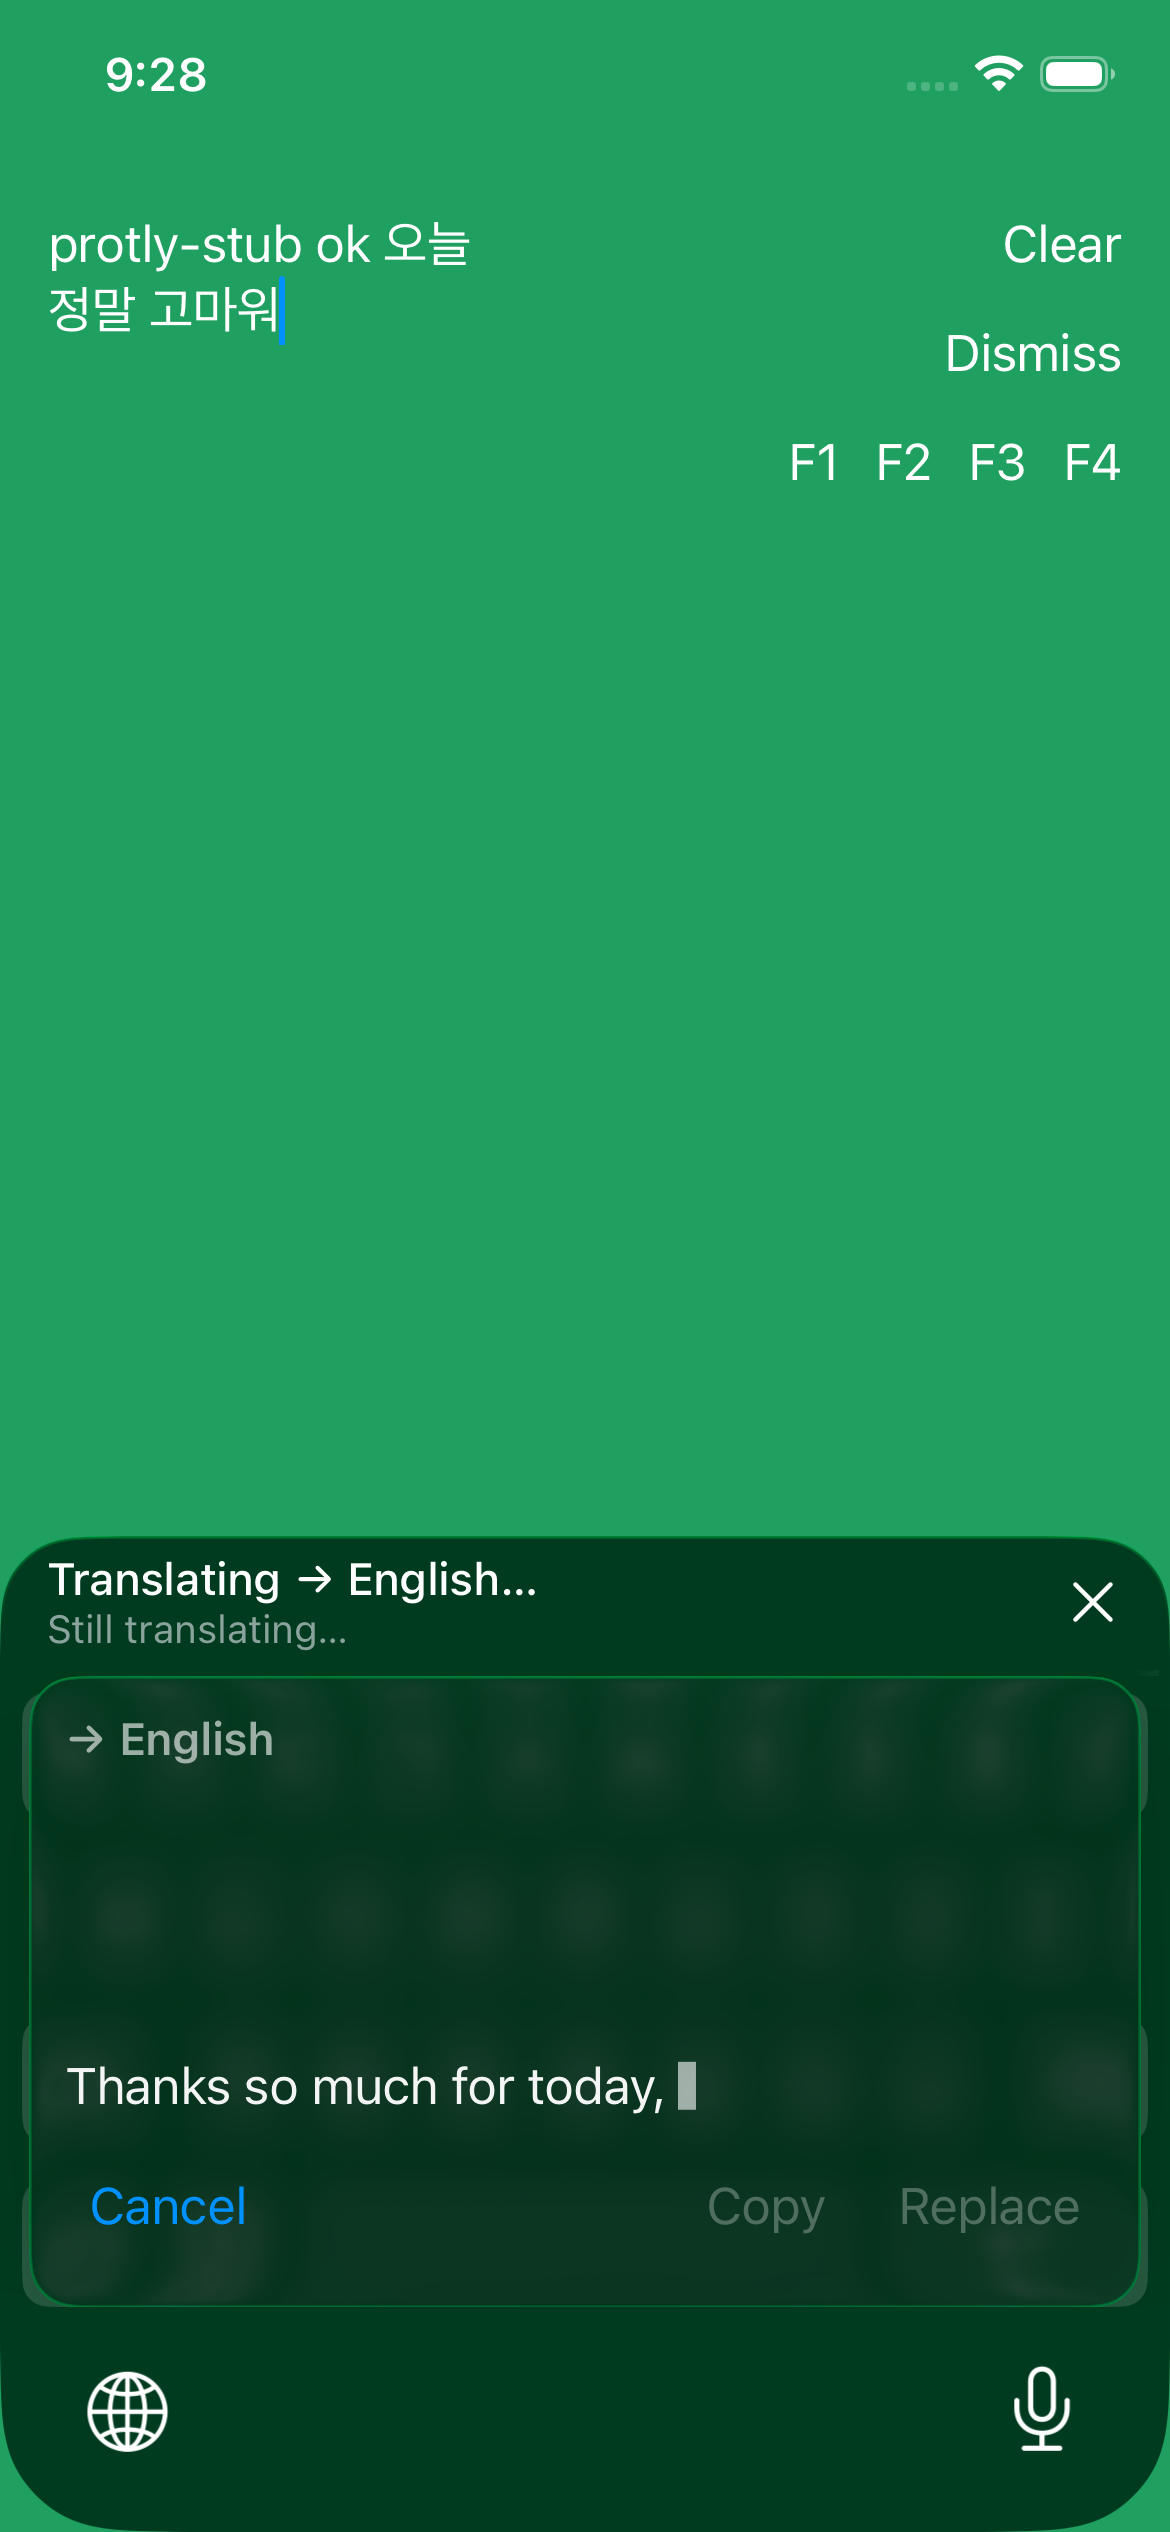 9:28
protly-stub ok 오늘
정말 고마워
Clear
Dismiss
F1 F2 F3 F4
Translating → English...
Still translating...
→ English
Thanks so much for today,
Cancel Copy Replace